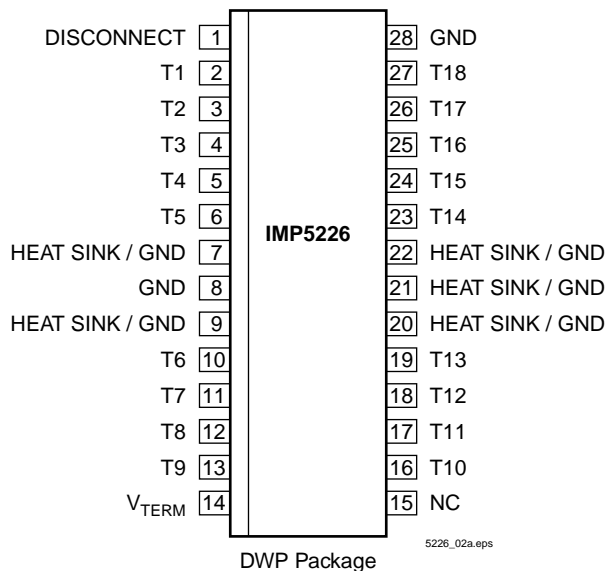 DISCONNECT 1 28 GND
T1 2 27 T18
T2 3 26 T17
T3 4 25 T16
T4 5 24 T15
T5 6 23 T14
IMP5226
HEAT SINK / GND 7 22 HEAT SINK / GND
GND 8 21 HEAT SINK / GND
HEAT SINK / GND 9 20 HEAT SINK / GND
T6 10 19 T13
T7 11 18 T12
T8 12 17 T11
T9 13 16 T10
VTERM 14 15 NC
5226_02a.eps
DWP Package